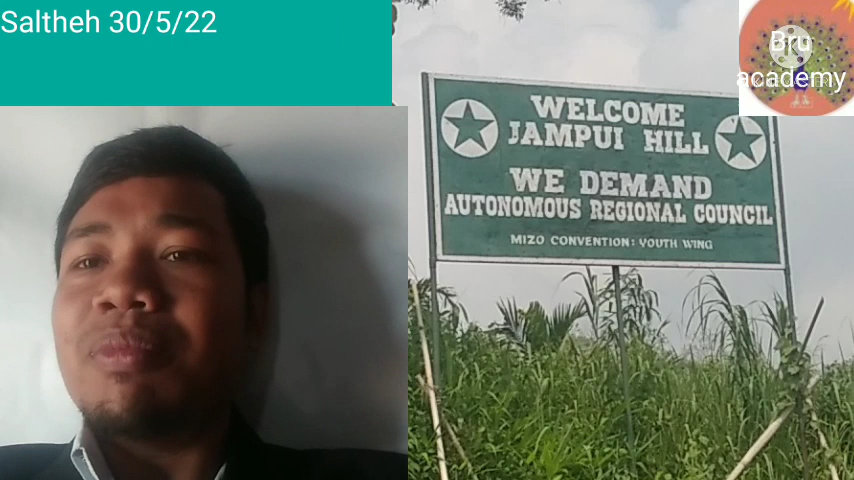 Saltheh 30/5/22
Bru
academy
WELCOME
JAMPUI HILL
WE DEMAND
AUTONOMOUS REGIONAL COUNCIL
MIZO CONVENTION: YOUTH WING